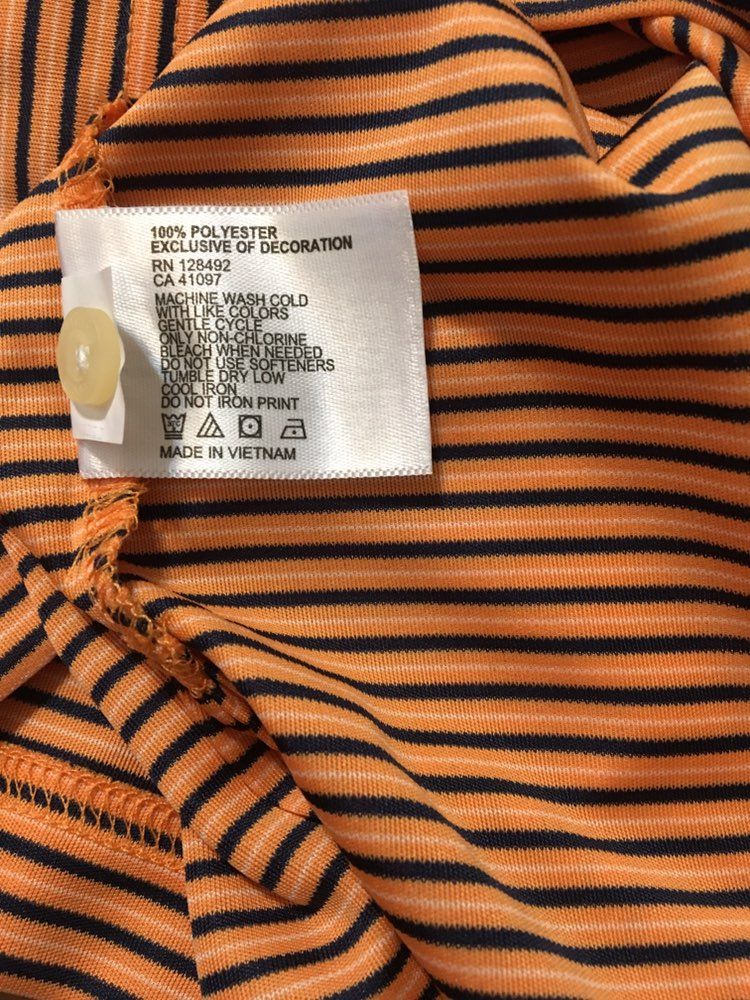 100% POLYESTER
EXCLUSIVE OF DECORATION
RN 128492
CA 41097
MACHINE WASH COLD
WITH LIKE COLORS
GENTLE CYCLE
ONLY NON-CHLORINE
BLEACH WHEN NEEDED
DO NOT USE SOFTENERS
TUMBLE DRY LOW
COOL IRON
DO NOT IRON PRINT
MADE IN VIETNAM